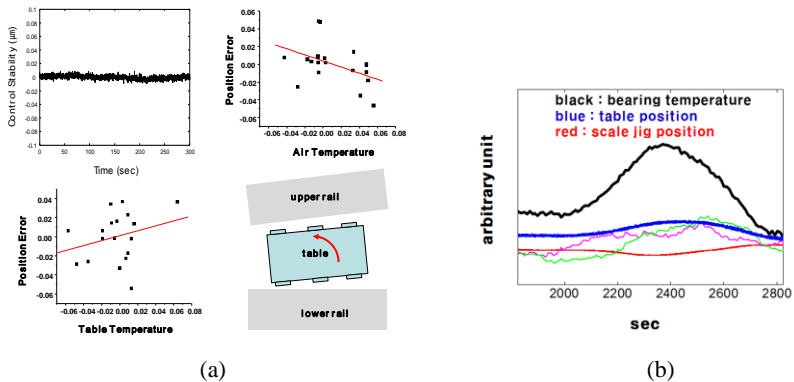 0.1
0.08
0.06
0.04
0.02
0
-0.02
-0.04
-0.06
-0.08
-0.1
Control Stability (μm)
0 50 100 150 200 250 300
Time (sec)
0.06
0.04
0.02
0.00
-0.02
-0.04
-0.06
Position Error
-0.06 -0.04 -0.02 0.00 0.02 0.04 0.06 0.08
Air Temperature
0.04
0.02
0.00
-0.02
-0.04
-0.06
Position Error
-0.06 -0.04 -0.02 0.00 0.02 0.04 0.06 0.08
Table Temperature
upper rail
table
lower rail
(a)
black : bearing temperature
blue : table position
red : scale jig position
arbitrary unit
2000 2200 2400 2600 2800
sec
(b)